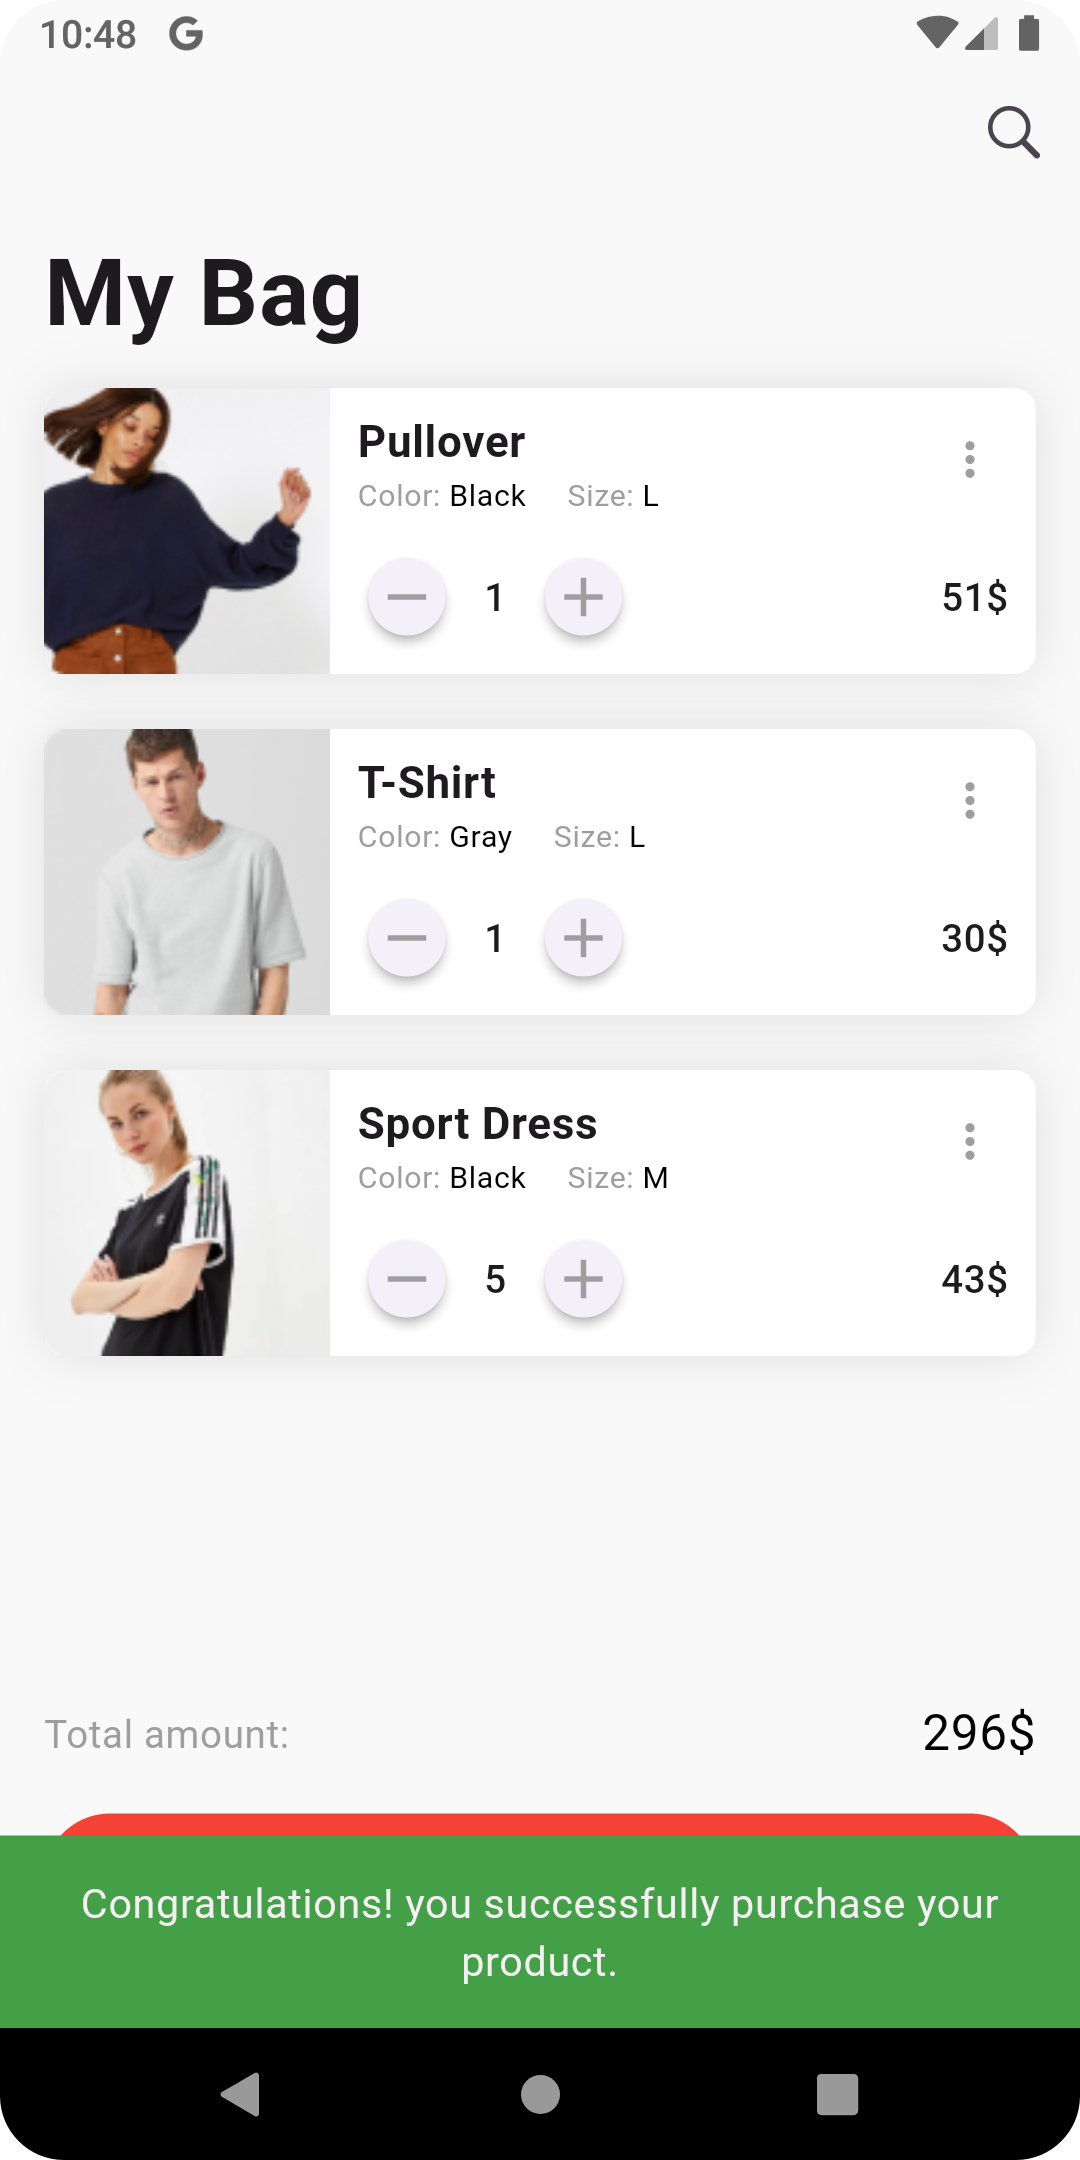 10:48
My Bag
Pullover
Color: Black Size: L
1 51$
T-Shirt
Color: Gray Size: L
1 30$
Sport Dress
Color: Black Size: M
5 43$
Total amount: 296$
Congratulations! you successfully purchase your
product.